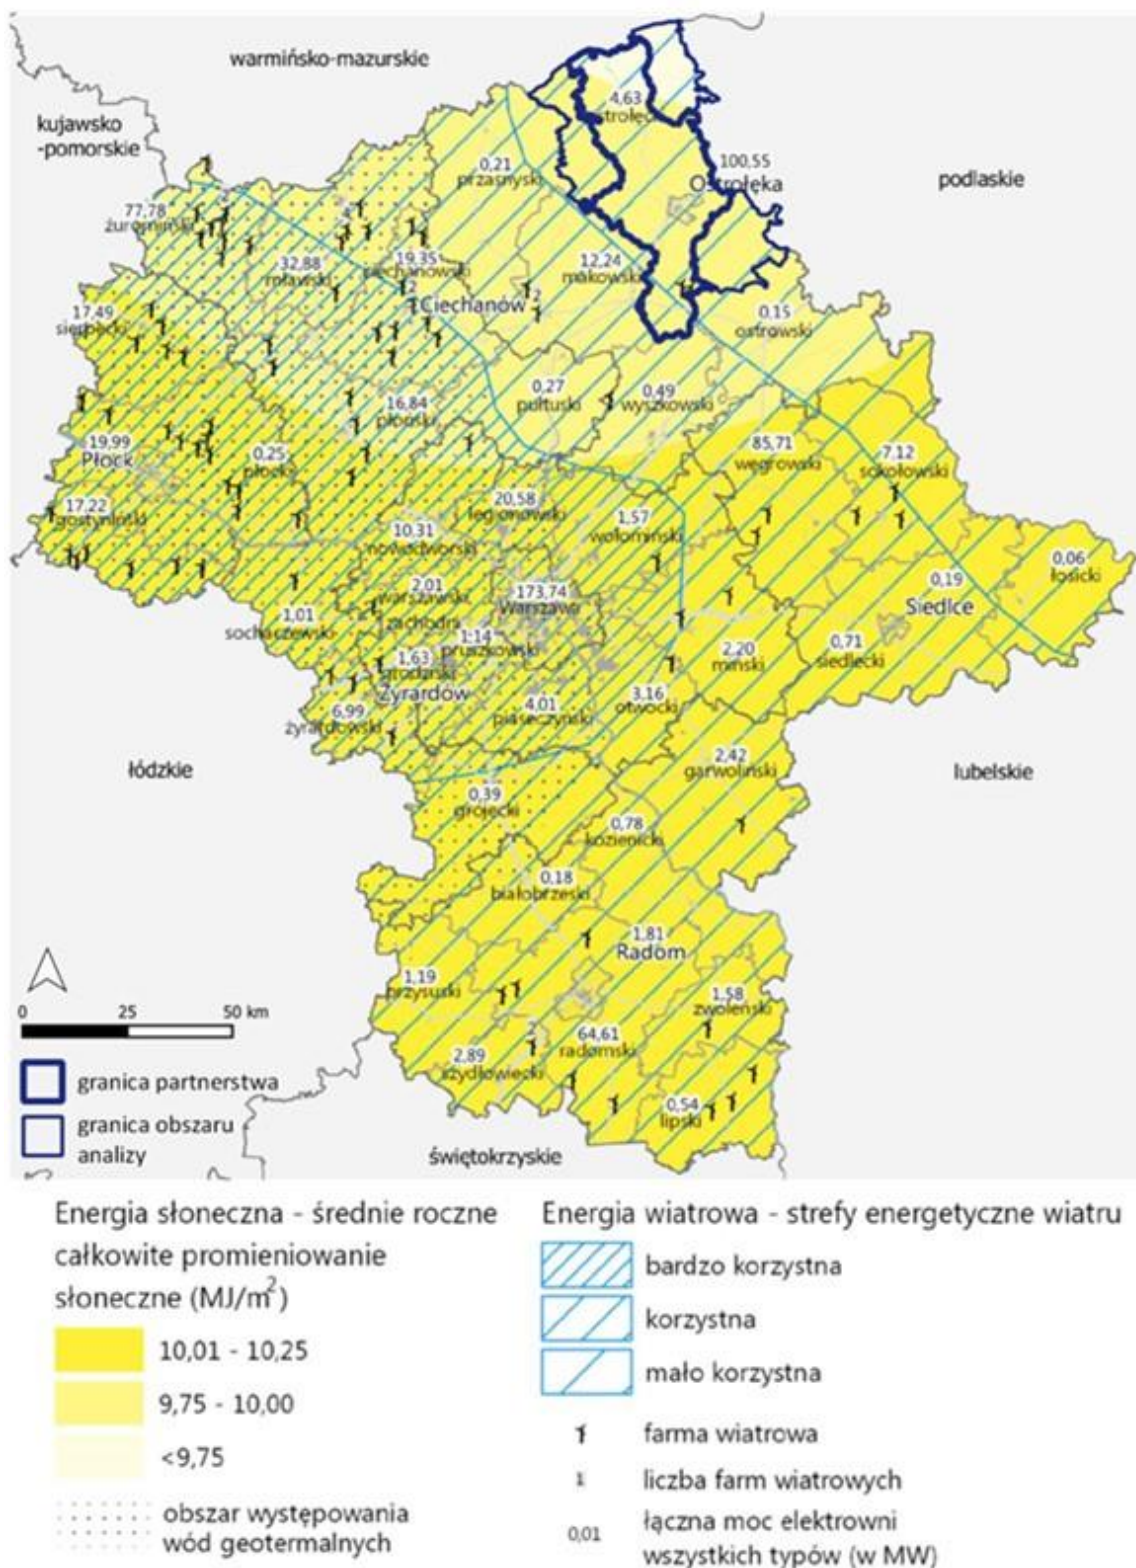 warmińsko-mazurskie
kujawsko
-pomorskie
podlaskie
4,63
100,55
Ostrołęka
0,21
przasnyski
77,78
żuromiński
2
32,88
mławski
19,35
ciechanowski
2
Ciechanów
12,24
makowski
2
0,15
ostrowski
17,49
sierpecki
0,27
pułtuski
0,49
wyszkowski
16,84
płoński
85,71
węgrowski
7,12
sokołowski
19,99
Płock
0,25
płocki
17,22
gostyniński
20,58
legionowski
1,57
wołomiński
10,31
nowodworski
0,06
łosicki
0,19
Siedlce
2,01
warszawski
zachodni
173,74
Warszawa
1,01
sochaczewski
1,14
pruszkowski
0,71
siedlecki
2,20
miński
1,63
grodziski
Żyrardów
3,16
otwocki
6,99
żyrardowski
4,01
piaseczyński
2,42
garwoliński
łódzkie
lubelskie
0,39
grójecki
0,78
kozienicki
0,18
białobrzeski
1,81
Radom
1,19
przysuski
1,58
zwoleński
2
64,61
radomski
2,89
szydłowiecki
0,54
lipski
świętokrzyskie
0 25 50 km
granica partnerstwa
granica obszaru
analizy
Energia słoneczna - średnie roczne
całkowite promieniowanie
słoneczne (MJ/m²)
10,01 - 10,25
9,75 - 10,00
<9,75
obszar występowania
wód geotermalnych
Energia wiatrowa - strefy energetyczne wiatru
bardzo korzystna
korzystna
mało korzystna
farma wiatrowa
1 liczba farm wiatrowych
0,01 łączna moc elektrowni
wszystkich typów (w MW)